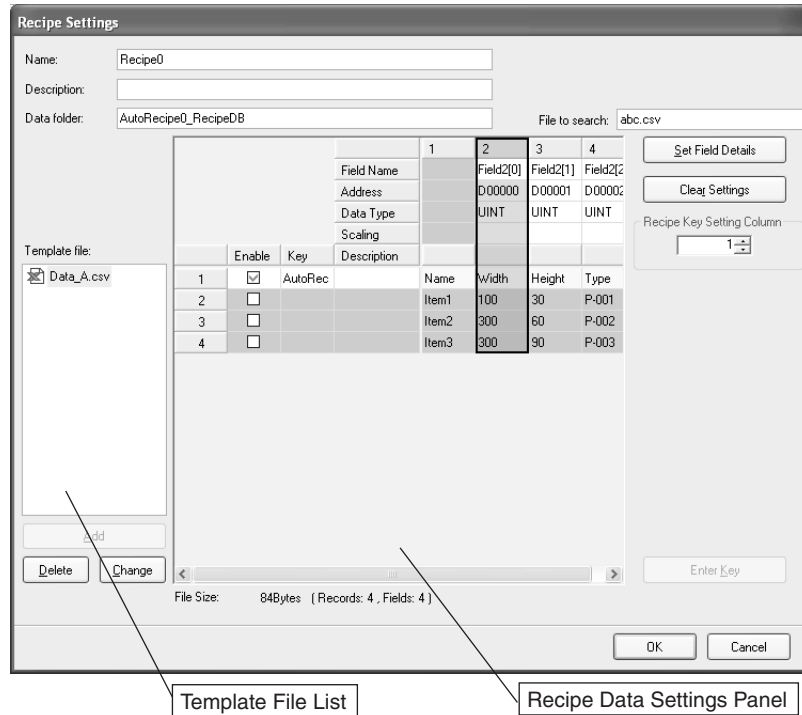 Recipe Settings
Name: Recipe0
Description:
Data folder: AutoRecipe0_RecipeDB File to search: abc.csv
1 2 3 4
Field Name Field2[0] Field2[1] Field2[2
Address D00000 D00001 D00002
Data Type UINT UINT UINT
Scaling
Enable Key Description
1 AutoRec Name Width Height Type
2 Item1 100 30 P-001
3 Item2 300 60 P-002
4 Item3 300 90 P-003
Set Field Details
Clear Settings
Recipe Key Setting Column
1
Template file:
Data_A.csv
Add
Delete Change
Enter Key
File Size: 84Bytes ( Records: 4 , Fields: 4 )
OK Cancel
Template File List Recipe Data Settings Panel